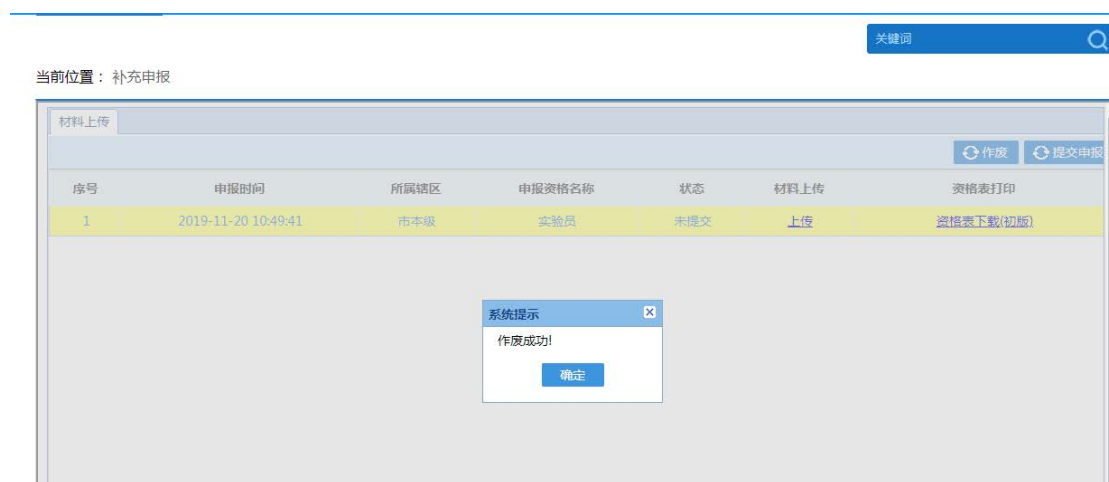 关键词
当前位置： 补充申报
材料上传
作废 提交申报
序号 申报时间 所属辖区 申报资格名称 状态 材料上传 资格表打印
1 2019-11-20 10:49:41 市本级 实验员 未提交 上传 资格表下载(初版)
系统提示
作废成功!
确定